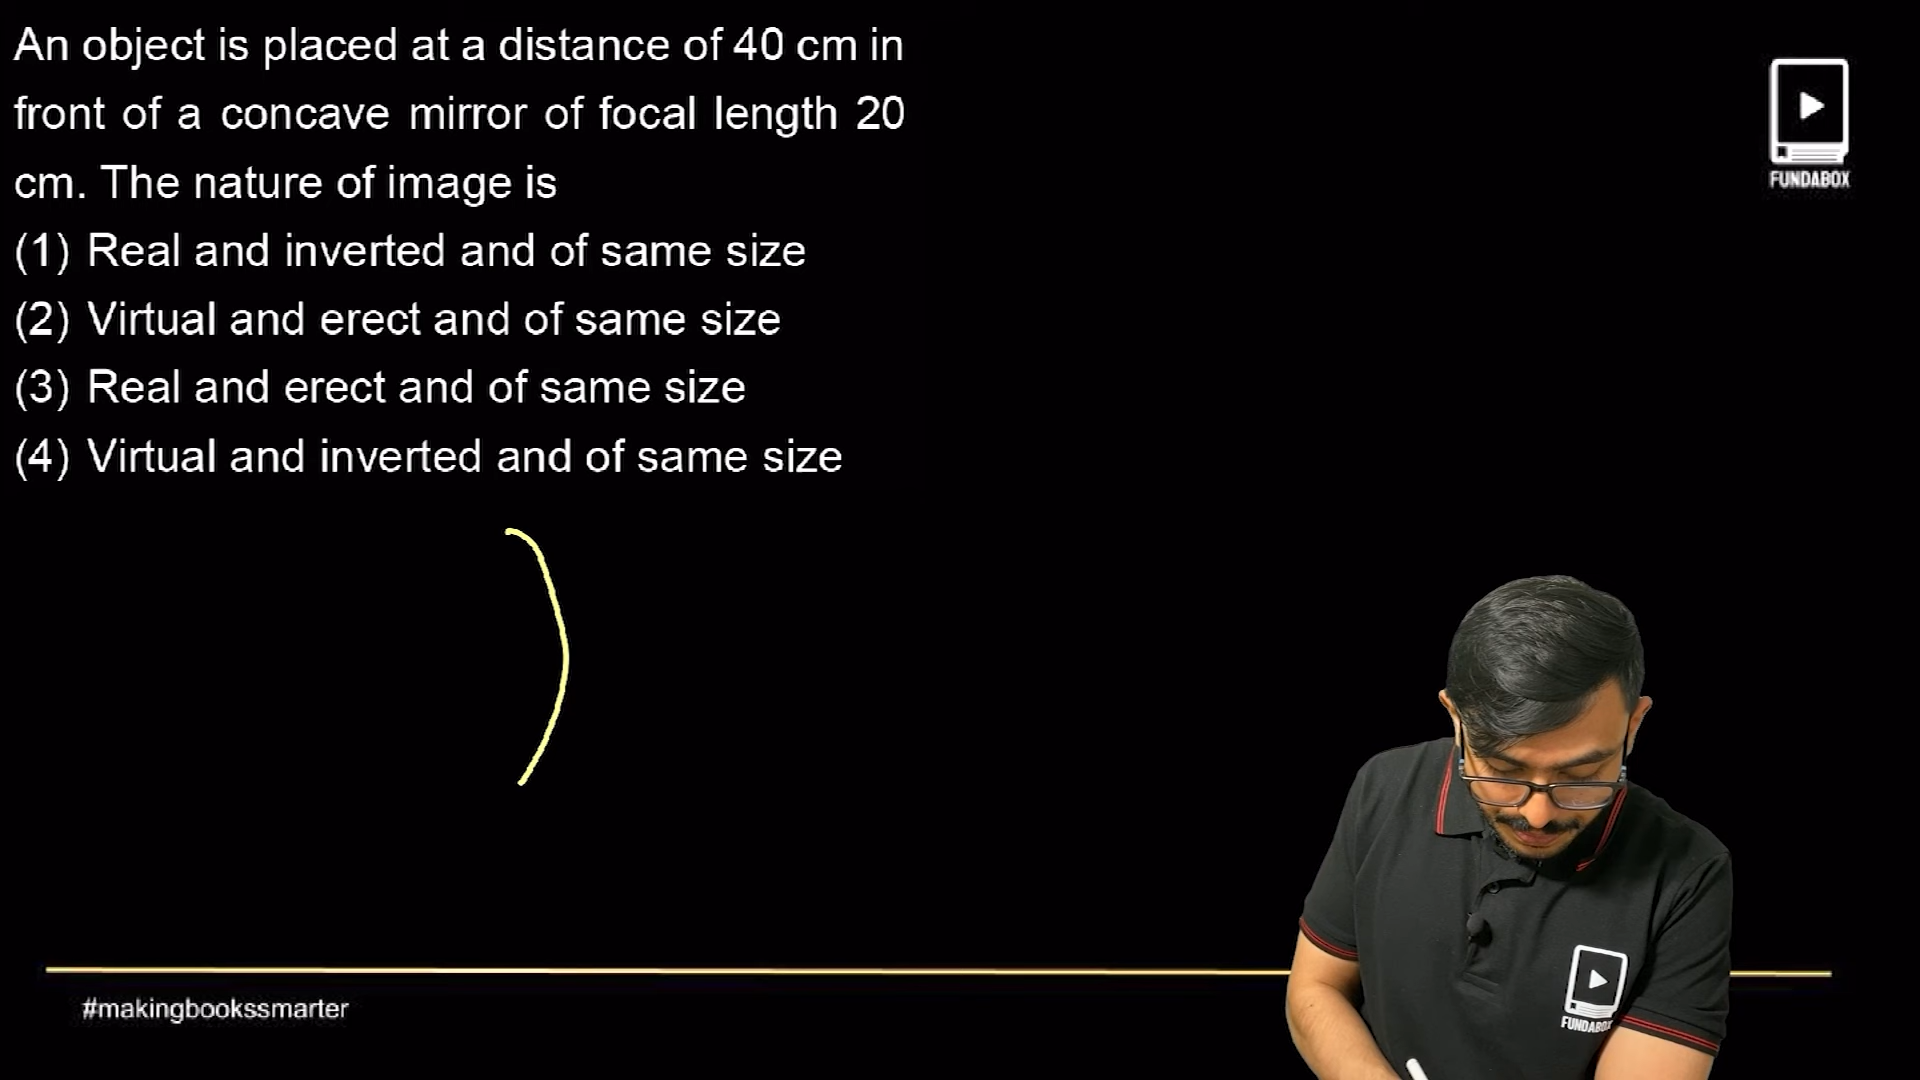 An object is placed at a distance of 40 cm in
front of a concave mirror of focal length 20
cm. The nature of image is
(1) Real and inverted and of same size
(2) Virtual and erect and of same size
(3) Real and erect and of same size
(4) Virtual and inverted and of same size
FUNDABOX
FUNDABOX
#makingbookssmarter